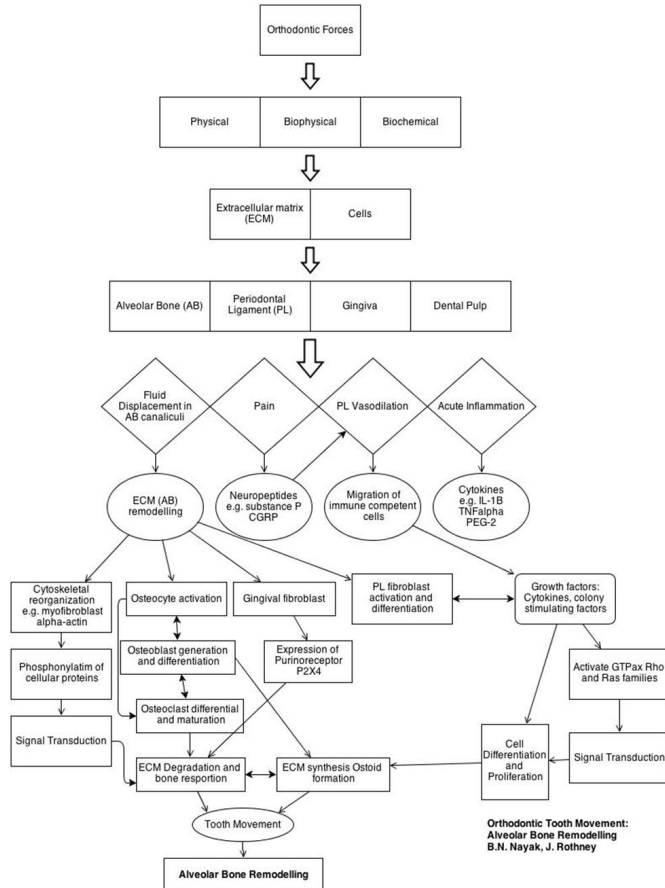 Orthodontic Forces
Physical
Biophysical
Biochemical
Extracellular matrix
(ECM)
Cells
Alveolar Bone (AB)
Periodontal
Ligament (PL)
Gingiva
Dental Pulp
Fluid
Displacement in
AB canaliculi
Pain
PL Vasodilation
Acute Inflammation
ECM (AB)
remodelling
Neuropeptides
e.g. substance P
CGRP
Migration of
immune competent
cells
Cytokines
e.g. IL-1B
TNFalpha
PEG-2
Cytoskeletal
reorganization
e.g. myofibroblast
alpha-actin
Osteocyte activation
Gingival fibroblast
PL fibroblast
activation and
differentiation
Growth factors:
Cytokines, colony
stimulating factors
Phosphonylatim of
cellular proteins
Osteoblast generation
and differentiation
Expression of
Purinoreceptor
P2X4
Activate GTPax Rho
and Ras families
Signal Transduction
Osteoclast differential
and maturation
Cell
Differentiation
and
Proliferation
Signal Transduction
ECM Degradation and
bone resportion
ECM synthesis Ostoid
formation
Tooth Movement
Alveolar Bone Remodelling
Orthodontic Tooth Movement:
Alveolar Bone Remodelling
B.N. Nayak, J. Rothney